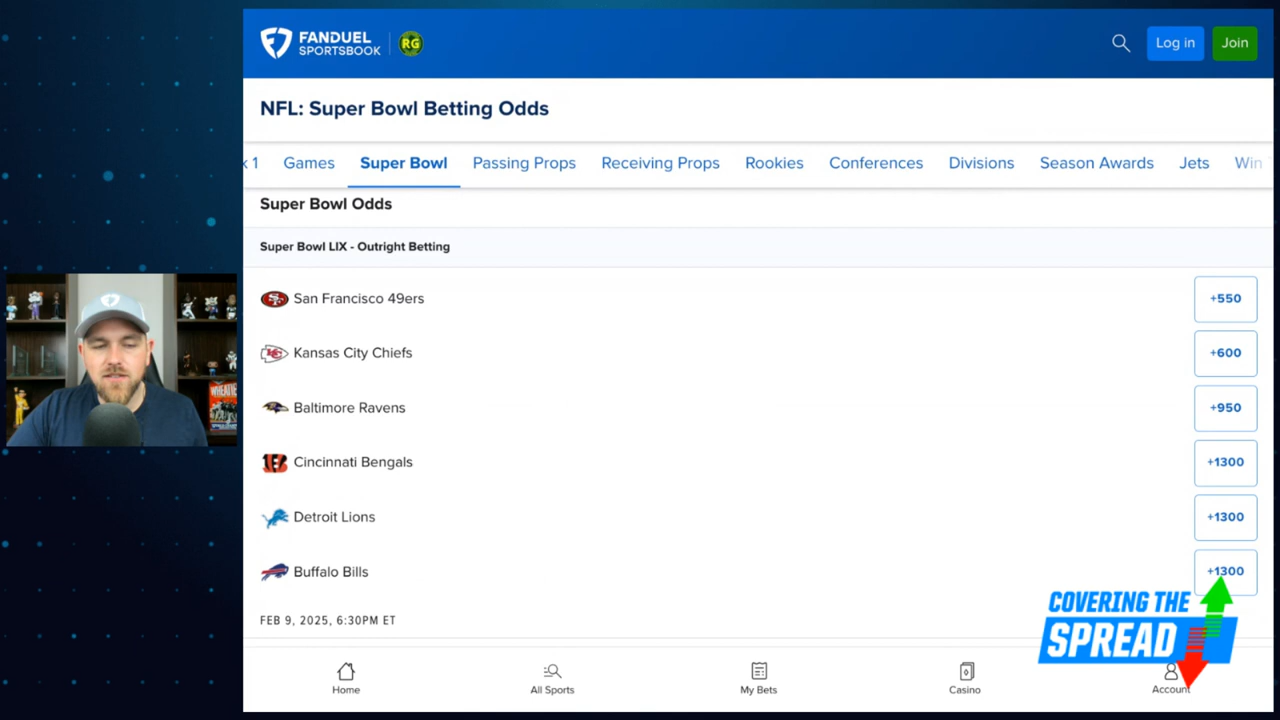 FANDUEL
SPORTSBOOK
RG
Log in
Join
NFL: Super Bowl Betting Odds
x 1 Games Super Bowl Passing Props Receiving Props Rookies Conferences Divisions Season Awards Jets Win
Super Bowl Odds
Super Bowl LIX - Outright Betting
San Francisco 49ers +550
Kansas City Chiefs +600
Baltimore Ravens +950
Cincinnati Bengals +1300
Detroit Lions +1300
Buffalo Bills +1300
FEB 9, 2025, 6:30PM ET
WHEATIES
COVERING THE
SPREAD
Home All Sports My Bets Casino Account